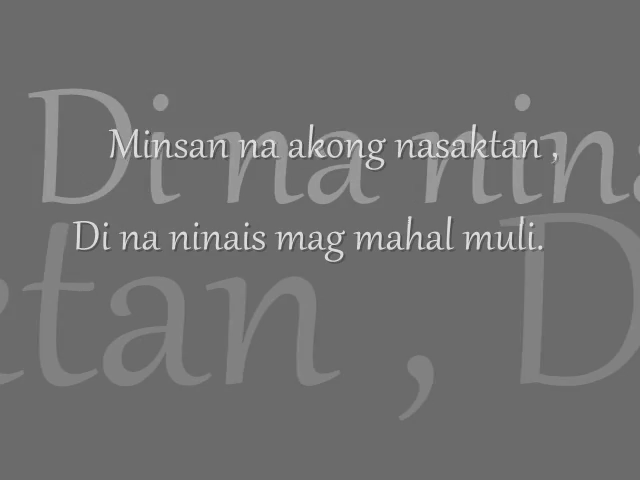 Minsan na akong nasaktan ,
Di na ninais mag mahal muli.